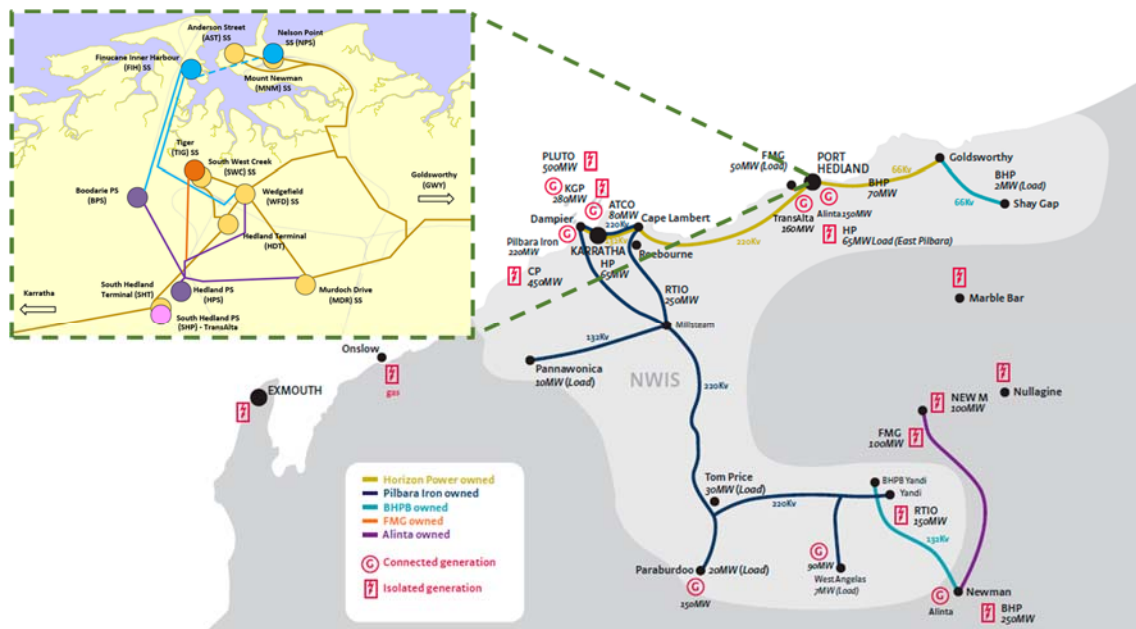 Anderson Street
(AST) SS
Nelson Point
SS (NPS)
Finucane Inner Harbour
(FIH) SS
Mount Newman
(MNM) SS
Tiger
(TIG) SS
South West Creek
(SWC) SS
Boodarie PS
(BPS)
Wedgefield
(WFD) SS
Goldsworthy
(GWY)
Hedland Terminal
(HDT)
South Hedland
Terminal (SHT)
Hedland PS
(HPS)
Murdoch Drive
(MDR) SS
Karratha
South Hedland PS
(SHP) - TransAlta
PLUTO
500MW
G
KGP
280MW
G
ATCO
80MW
220Kv
Dampier
G
132Kv
Cape Lambert
Pilbara Iron
220MW
KARRATHA
HP
65MW
Roebourne
CP
450MW
RTIO
250MW
220Kv
FMG
50MW (Load)
PORT
HEDLAND
66Kv
BHP
70MW
Goldsworthy
BHP
2MW (Load)
66Kv
Shay Gap
G
TransAlta
160MW
G
Alinta 150MW
HP
65MW Load (East Pilbara)
Marble Bar
Millstream
132Kv
Pannawonica
10MW (Load)
NWIS
220Kv
Onslow
gas
EXMOUTH
Nullagine
NEW M
100MW
FMG
100MW
Tom Price
30MW (Load)
220Kv
BHPB Yandi
Yandi
RTIO
150MW
132Kv
Paraburdoo
20MW (Load)
G
150MW
G
90MW
West Angelas
7MW (Load)
G
Alinta
Newman
BHP
250MW
Horizon Power owned
Pilbara Iron owned
BHPB owned
FMG owned
Alinta owned
G
Connected generation
Isolated generation